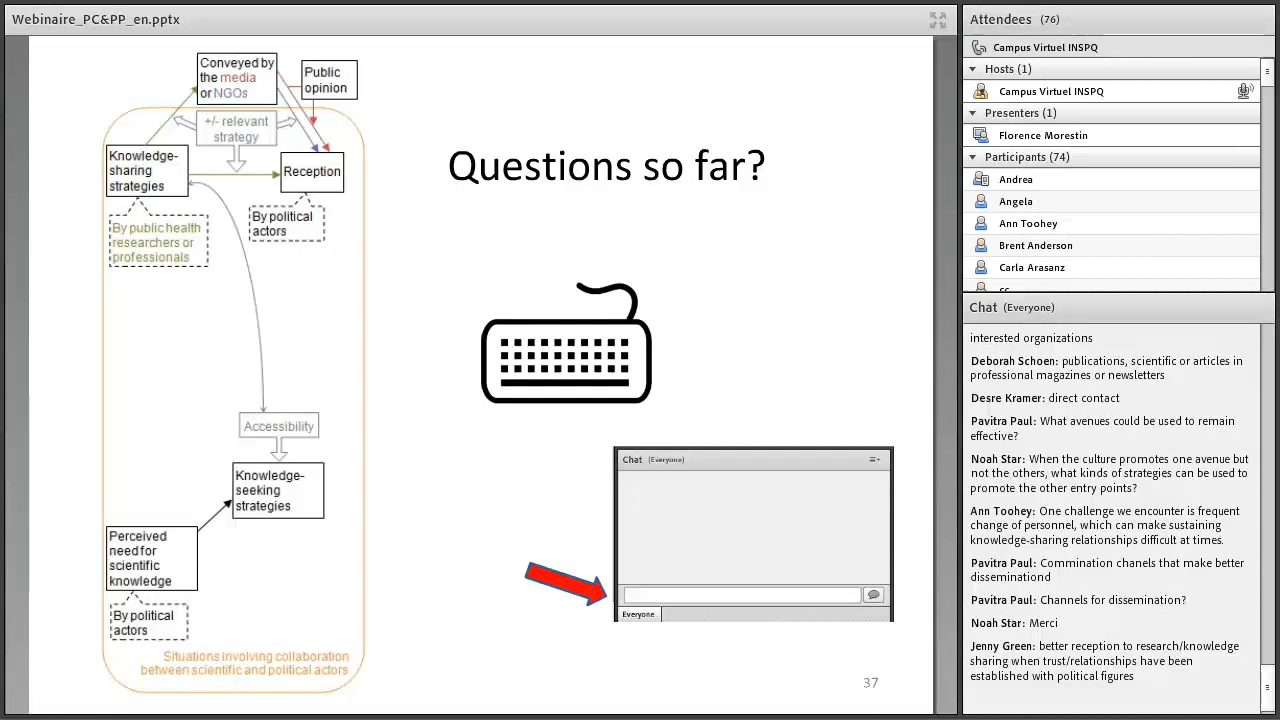 Webinaire_PC&PP_en.pptx
Conveyed by
the media
or NGOs
Public
opinion
+/- relevant
strategy
Knowledge-
sharing
strategies
Reception
By public health
researchers or
professionals
By political
actors
Accessibility
Knowledge-
seeking
strategies
Perceived
need for
scientific
knowledge
By political
actors
Situations involving collaboration
between scientific and political actors
Questions so far?
Chat (Everyone)
Everyone
37
Attendees (76)
Campus Virtuel INSPQ
Hosts (1)
Campus Virtuel INSPQ
Presenters (1)
Florence Morestin
Participants (74)
Andrea
Angela
Ann Toohey
Brent Anderson
Carla Arasanz
Chat (Everyone)
interested organizations
Deborah Schoen: publications, scientific or articles in
professional magazines or newsletters
Desre Kramer: direct contact
Pavitra Paul: What avenues could be used to remain
effective?
Noah Star: When the culture promotes one avenue but
not the others, what kinds of strategies can be used to
promote the other entry points?
Ann Toohey: One challenge we encounter is frequent
change of personnel, which can make sustaining
knowledge-sharing relationships difficult at times.
Pavitra Paul: Commination chanels that make better
disseminationd
Pavitra Paul: Channels for dissemination?
Noah Star: Merci
Jenny Green: better reception to research/knowledge
sharing when trust/relationships have been
established with political figures